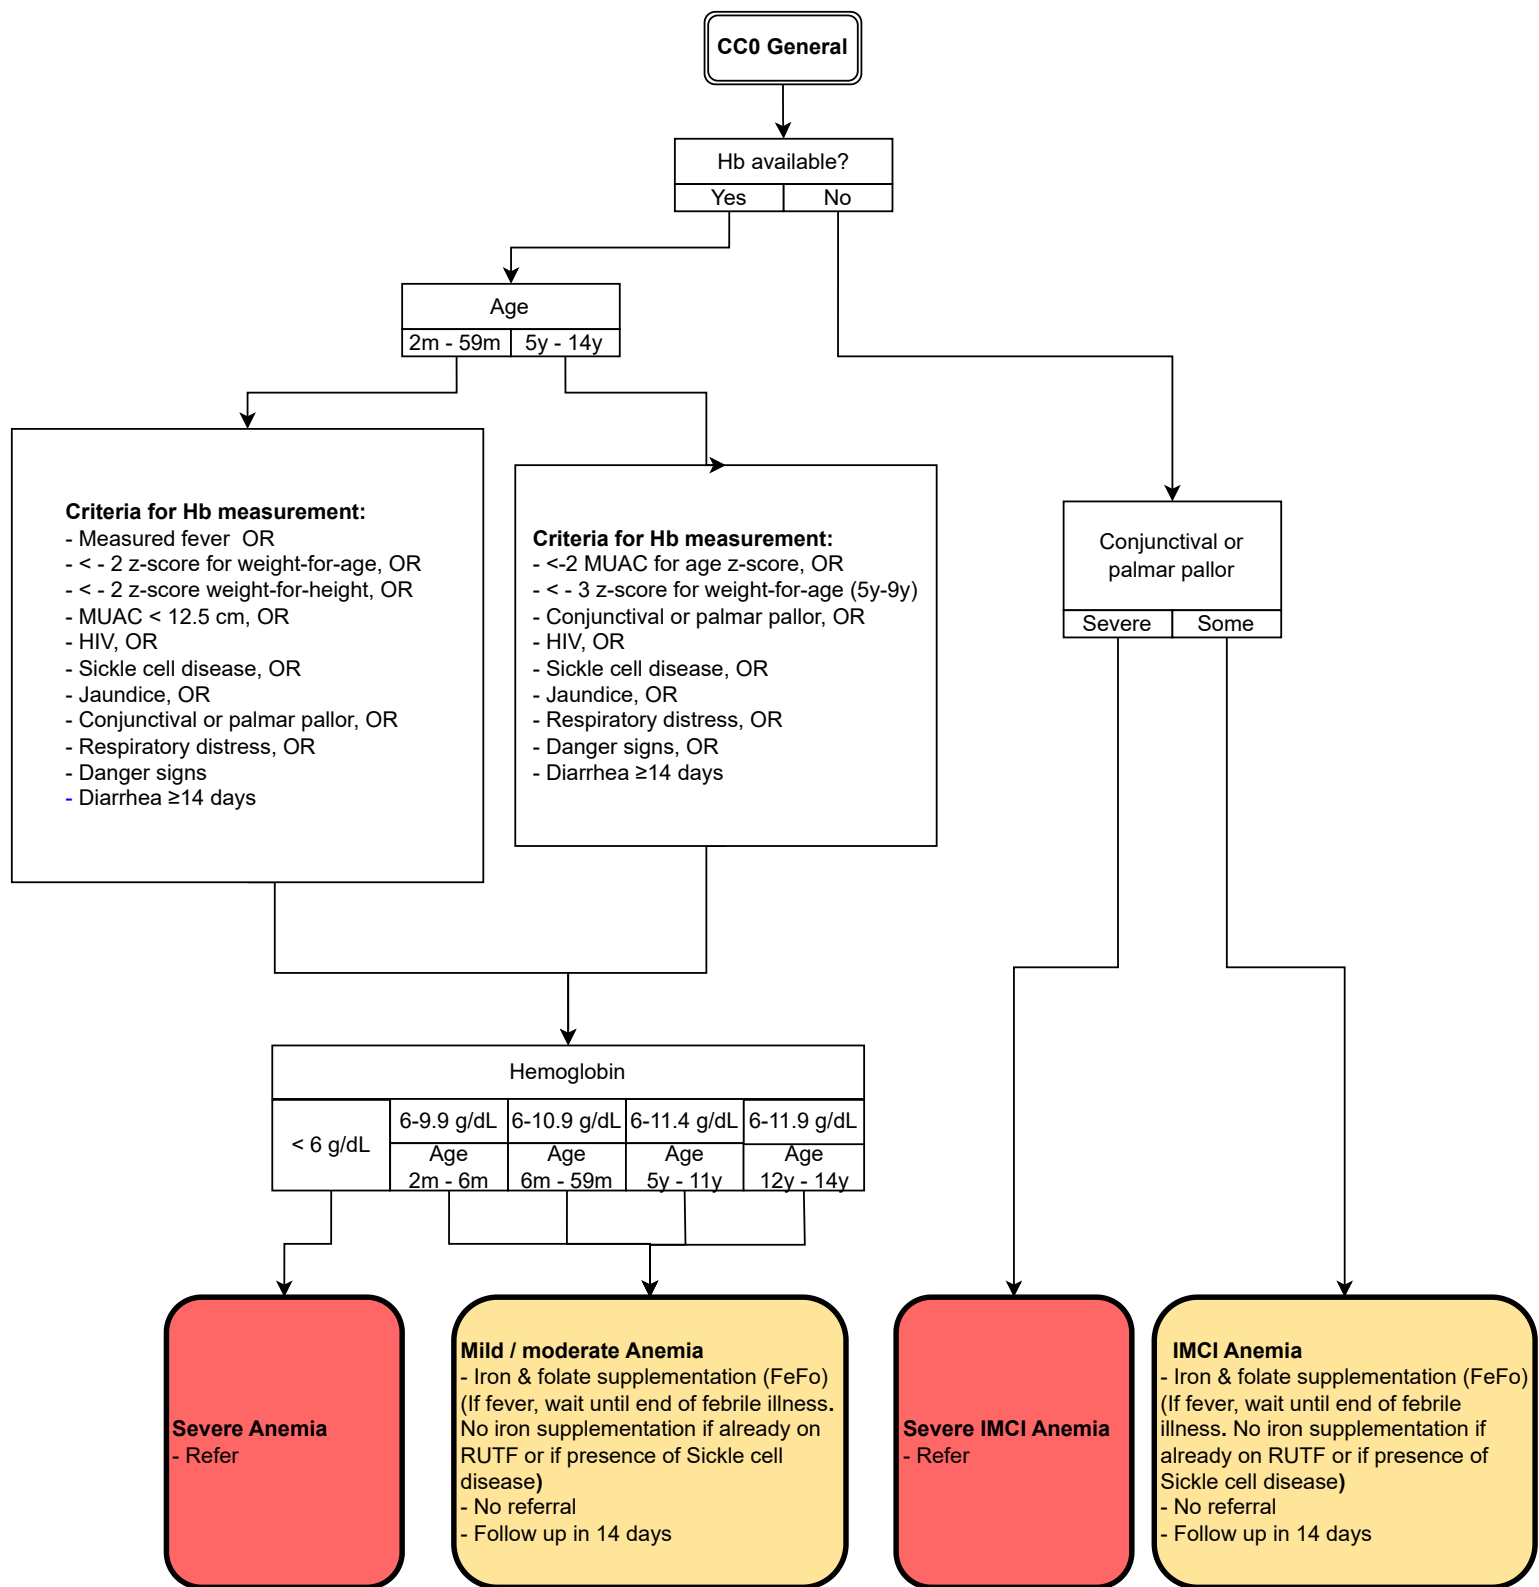 CC0 General
Hb available?
Yes
No
Age
2m - 59m
5y - 14y
Criteria for Hb measurement:
- Measured fever  OR
- < - 2 z-score for weight-for-age, OR
- < - 2 z-score weight-for-height, OR
- MUAC < 12.5 cm, OR
- HIV, OR
- Sickle cell disease, OR
- Jaundice, OR
- Conjunctival or palmar pallor, OR
- Respiratory distress, OR
- Danger signs
- Diarrhea ≥14 days
Criteria for Hb measurement:
- <-2 MUAC for age z-score, OR
- < - 3 z-score for weight-for-age (5y-9y)
- Conjunctival or palmar pallor, OR
- HIV, OR
- Sickle cell disease, OR
- Jaundice, OR
- Respiratory distress, OR
- Danger signs, OR
- Diarrhea ≥14 days
Conjunctival or
palmar pallor
Severe
Some
Hemoglobin
< 6 g/dL
6-9.9 g/dL
Age
2m - 6m
6-10.9 g/dL
Age
6m - 59m
6-11.4 g/dL
Age
5y - 11y
6-11.9 g/dL
Age
12y - 14y
Severe Anemia
- Refer
Mild / moderate Anemia
- Iron & folate supplementation (FeFo)
(If fever, wait until end of febrile illness.
No iron supplementation if already on
RUTF or if presence of Sickle cell
disease)
- No referral
- Follow up in 14 days
Severe IMCI Anemia
- Refer
IMCI Anemia
- Iron & folate supplementation (FeFo)
(If fever, wait until end of febrile
illness. No iron supplementation if
already on RUTF or if presence of
Sickle cell disease)
- No referral
- Follow up in 14 days